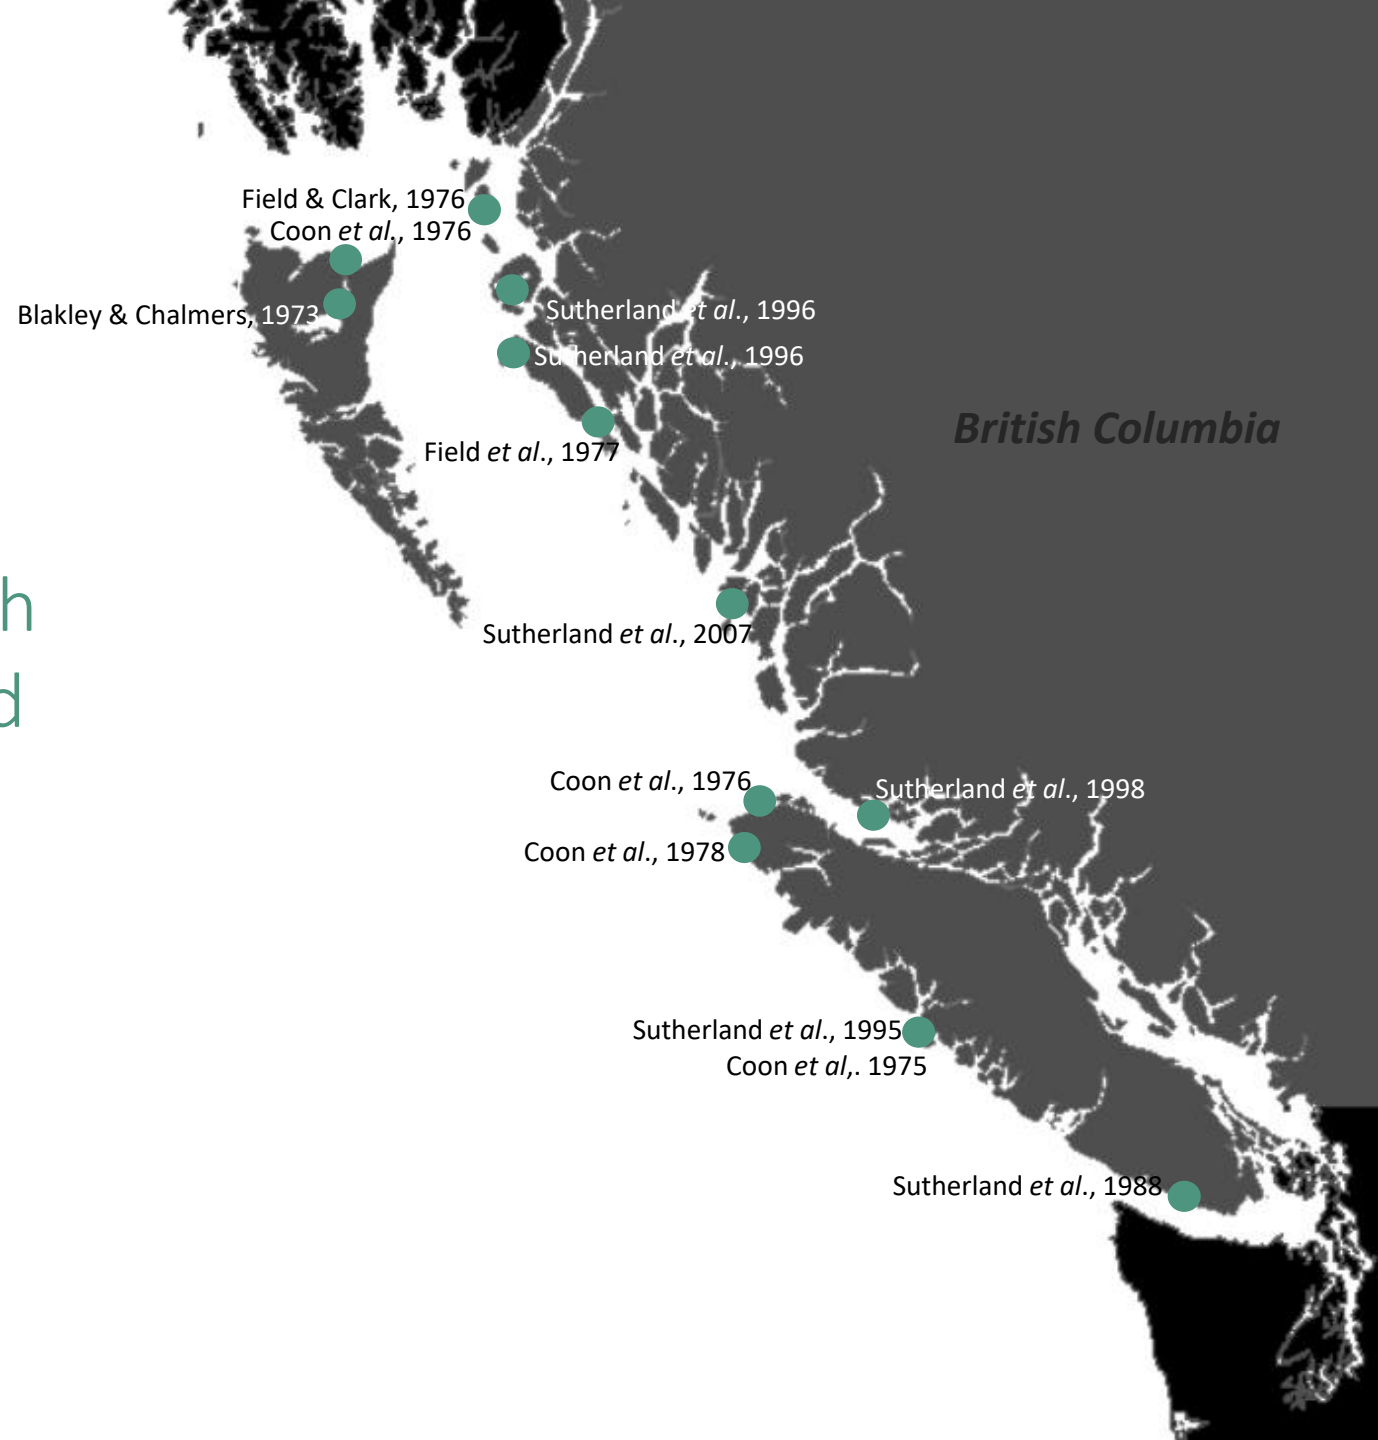 Field & Clark, 1976
Coon et al., 1976
Blakley & Chalmers, 1973
Sutherland et al., 1996
Sutherland et al., 1996
British Columbia
Field et al., 1977
h
d
Sutherland et al., 2007
Coon et al., 1976
Sutherland et al., 1998
Coon et al., 1978
Sutherland et al., 1995
Coon et al,. 1975
Sutherland et al., 1988